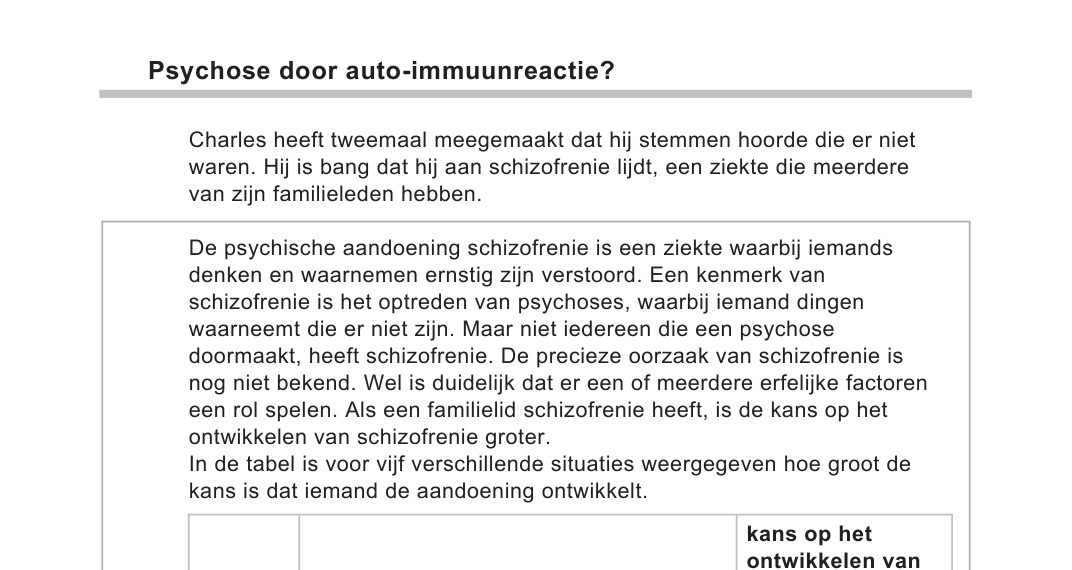 Psychose door auto-immuunreactie?
Charles heeft tweemaal meegemaakt dat hij stemmen hoorde die er niet
waren. Hij is bang dat hij aan schizofrenie lijdt, een ziekte die meerdere
van zijn familieleden hebben.
De psychische aandoening schizofrenie is een ziekte waarbij iemands
denken en waarnemen ernstig zijn verstoord. Een kenmerk van
schizofrenie is het optreden van psychoses, waarbij iemand dingen
waarneemt die er niet zijn. Maar niet iedereen die een psychose
doormaakt, heeft schizofrenie. De precieze oorzaak van schizofrenie is
nog niet bekend. Wel is duidelijk dat er een of meerdere erfelijke factoren
een rol spelen. Als een familielid schizofrenie heeft, is de kans op het
ontwikkelen van schizofrenie groter.
In de tabel is voor vijf verschillende situaties weergegeven hoe groot de
kans is dat iemand de aandoening ontwikkelt.
kans op het
ontwikkelen van